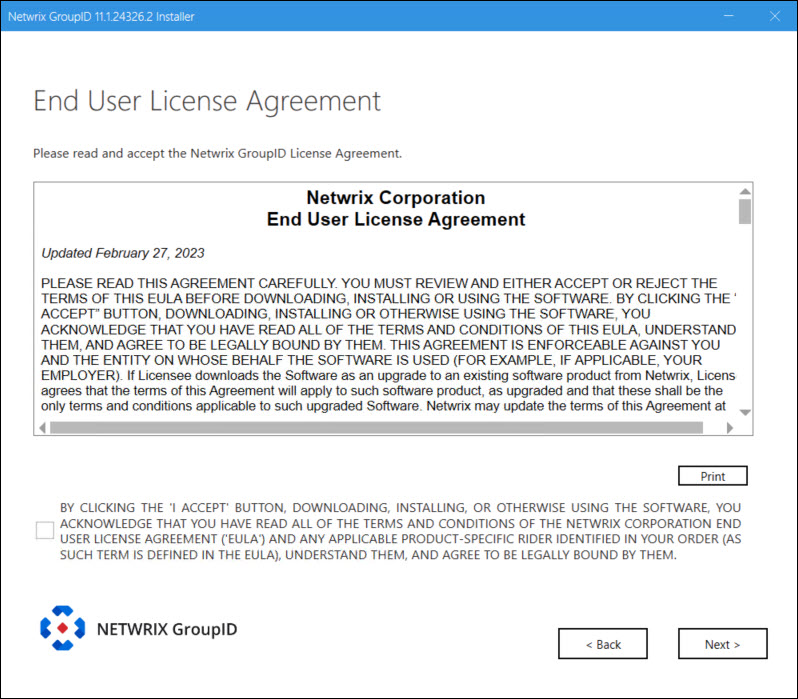 Netwrix GroupID 11.1.24326.2 Installer
End User License Agreement
Please read and accept the Netwrix GroupID License Agreement.
Netwrix Corporation
End User License Agreement
Updated February 27, 2023
PLEASE READ THIS AGREEMENT CAREFULLY. YOU MUST REVIEW AND EITHER ACCEPT OR REJECT THE
TERMS OF THIS EULA BEFORE DOWNLOADING, INSTALLING OR USING THE SOFTWARE. BY CLICKING THE '
ACCEPT" BUTTON, DOWNLOADING, INSTALLING OR OTHERWISE USING THE SOFTWARE, YOU
ACKNOWLEDGE THAT YOU HAVE READ ALL OF THE TERMS AND CONDITIONS OF THIS EULA, UNDERSTAND
THEM, AND AGREE TO BE LEGALLY BOUND BY THEM. THIS AGREEMENT IS ENFORCEABLE AGAINST YOU
AND THE ENTITY ON WHOSE BEHALF THE SOFTWARE IS USED (FOR EXAMPLE, IF APPLICABLE, YOUR
EMPLOYER). If Licensee downloads the Software as an upgrade to an existing software product from Netwrix, Licens
agrees that the terms of this Agreement will apply to such software product, as upgraded and that these shall be the
only terms and conditions applicable to such upgraded Software. Netwrix may update the terms of this Agreement at
Print
BY CLICKING THE 'I ACCEPT' BUTTON, DOWNLOADING, INSTALLING, OR OTHERWISE USING THE SOFTWARE, YOU
ACKNOWLEDGE THAT YOU HAVE READ ALL OF THE TERMS AND CONDITIONS OF THE NETWRIX CORPORATION END
USER LICENSE AGREEMENT ('EULA') AND ANY APPLICABLE PRODUCT-SPECIFIC RIDER IDENTIFIED IN YOUR ORDER (AS
SUCH TERM IS DEFINED IN THE EULA), UNDERSTAND THEM, AND AGREE TO BE LEGALLY BOUND BY THEM.
NETWRIX GroupID
< Back
Next >